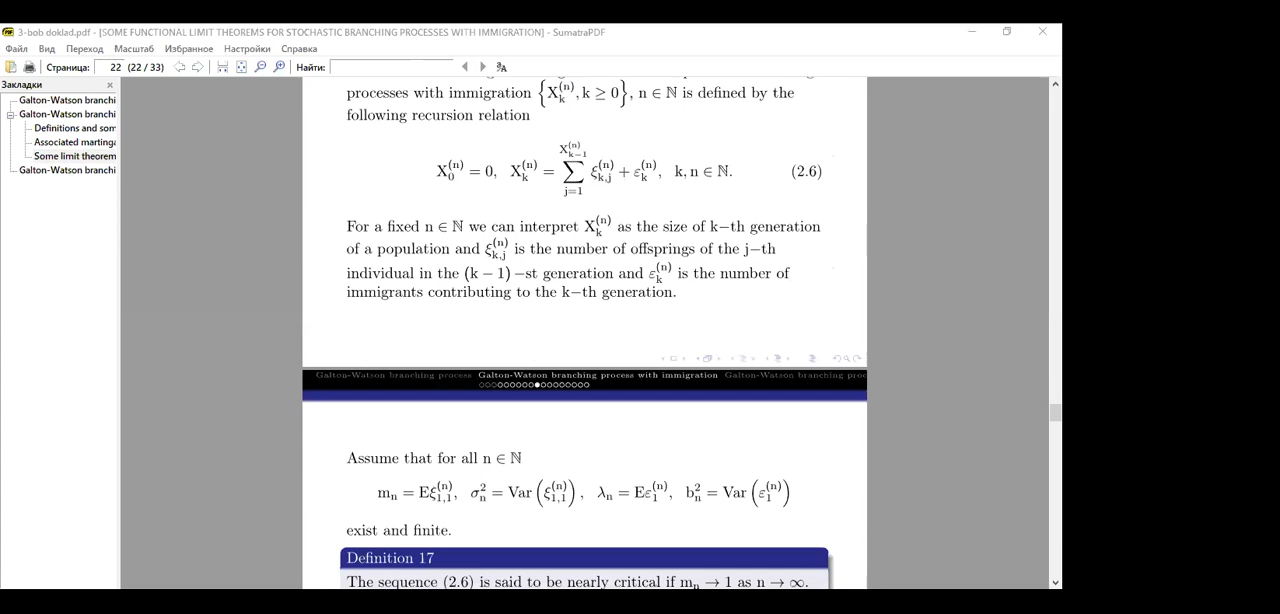 3-bob doklad.pdf - [SOME FUNCTIONAL LIMIT THEOREMS FOR STOCHASTIC BRANCHING PROCESSES WITH IMMIGRATION] - SumatraPDF
Файл Вид Переход Масштаб Избранное Настройки Справка
Страница: 22 (22 / 33) Найти:
Закладки
Galton-Watson branchi
Galton-Watson branchi
Definitions and som
Associated marting
Some limit theorem
Galton-Watson branchi
processes with immigration {X_k^{(n)}, k ≥ 0}, n ∈ ℕ is defined by the
following recursion relation
X_0^{(n)} = 0, X_k^{(n)} = ∑_{j=1}^{X_{k−1}^{(n)}} ξ_{k,j}^{(n)} + ε_k^{(n)}, k, n ∈ ℕ. (2.6)
For a fixed n ∈ ℕ we can interpret X_k^{(n)} as the size of k−th generation
of a population and ξ_{k,j}^{(n)} is the number of offsprings of the j−th
individual in the (k − 1) −st generation and ε_k^{(n)} is the number of
immigrants contributing to the k−th generation.
Galton-Watson branching process Galton-Watson branching process with immigration Galton-Watson branching proc
Assume that for all n ∈ ℕ
m_n = Eξ_{1,1}^{(n)}, σ_n^2 = Var(ξ_{1,1}^{(n)}), λ_n = Eε_1^{(n)}, b_n^2 = Var(ε_1^{(n)})
exist and finite.
Definition 17
The sequence (2.6) is said to be nearly critical if m_n → 1 as n → ∞.